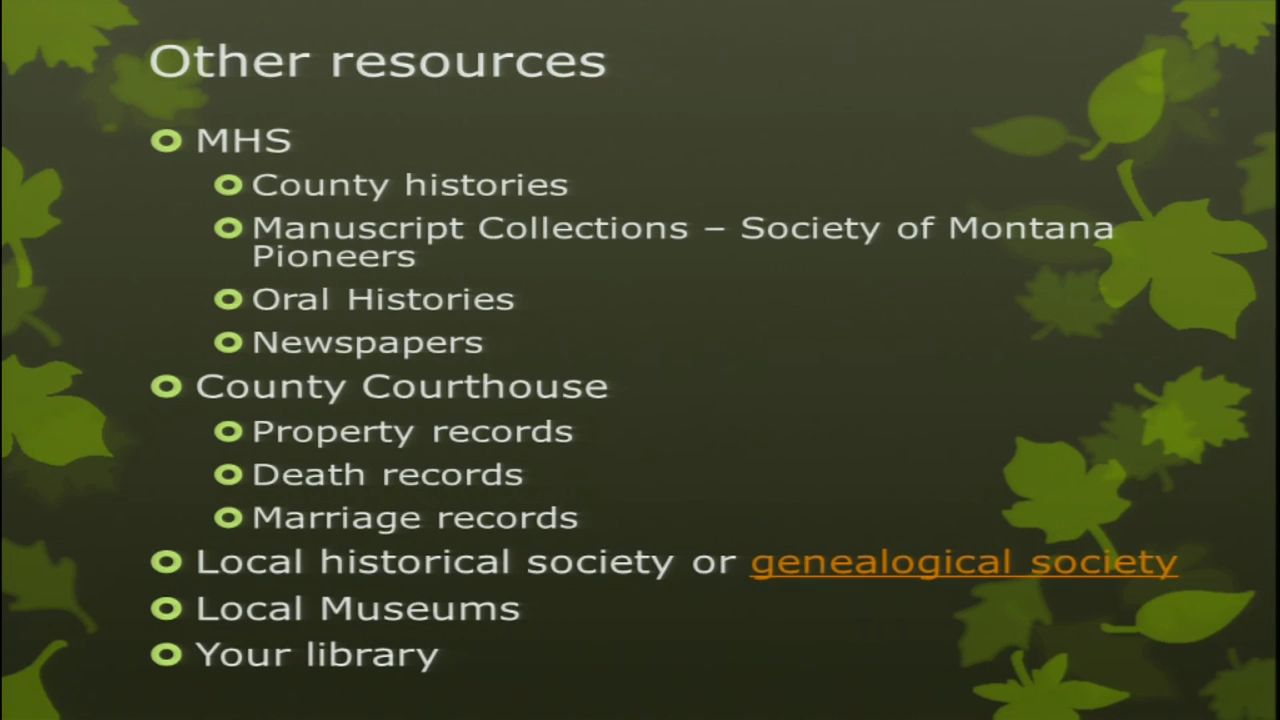 Other resources
MHS
County histories
Manuscript Collections – Society of Montana
Pioneers
Oral Histories
Newspapers
County Courthouse
Property records
Death records
Marriage records
Local historical society or genealogical society
Local Museums
Your library